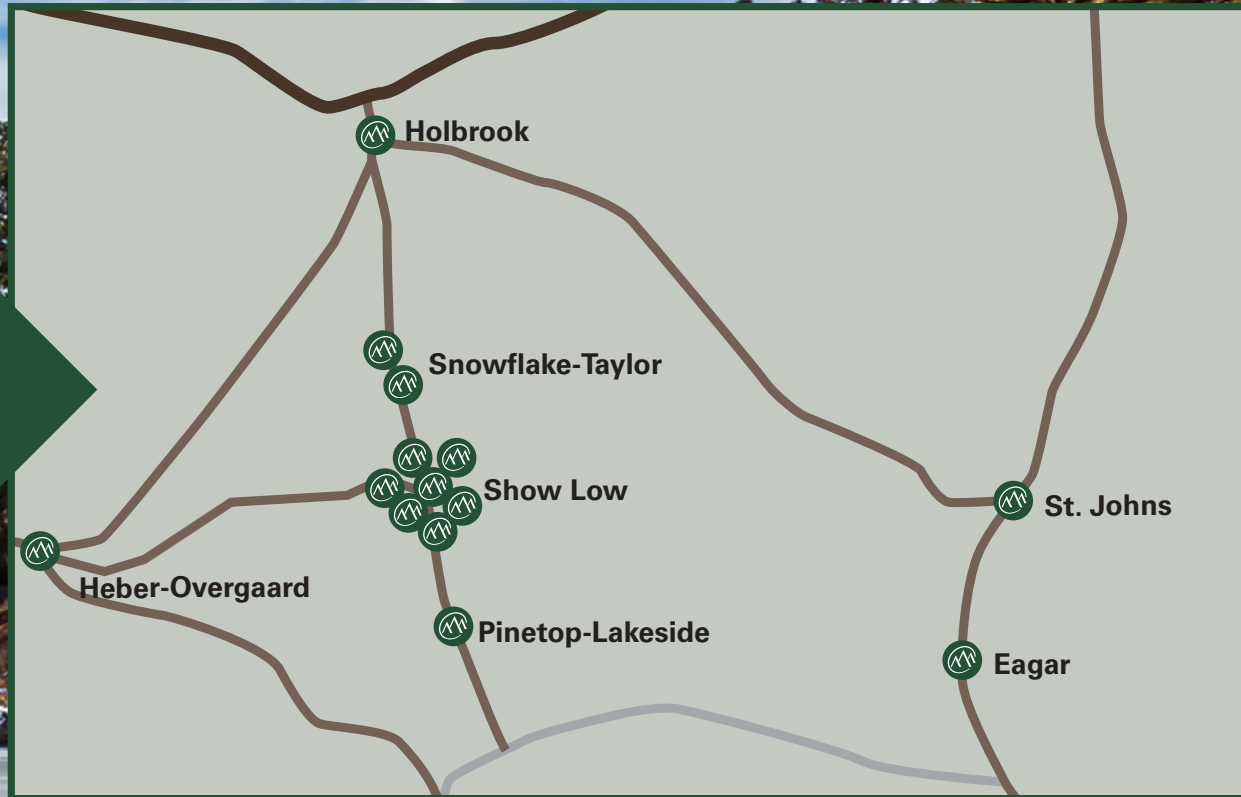 Holbrook
Snowflake-Taylor
Show Low
St. Johns
Heber-Overgaard
Pinetop-Lakeside
Eagar